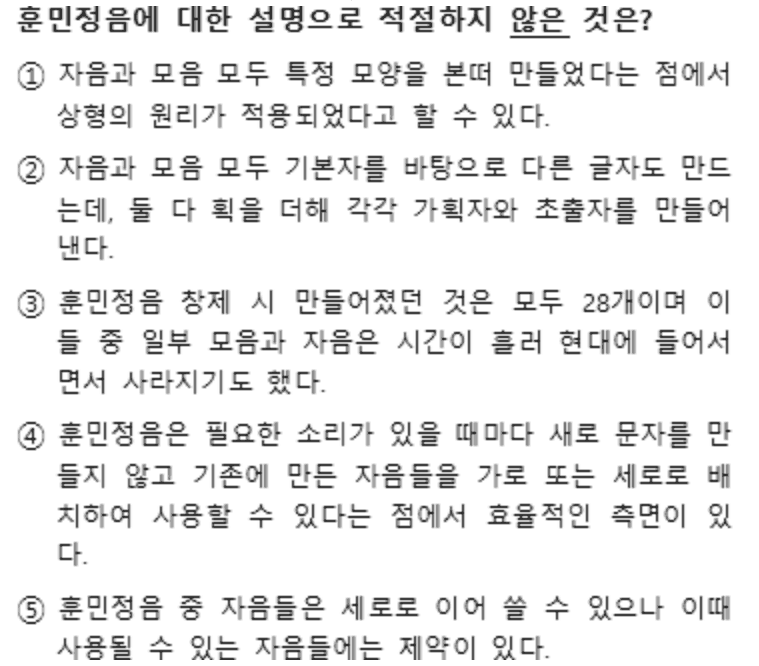 훈민정음에 대한 설명으로 적절하지 않은 것은?
① 자음과 모음 모두 특정 모양을 본떠 만들었다는 점에서
상형의 원리가 적용되었다고 할 수 있다.
② 자음과 모음 모두 기본자를 바탕으로 다른 글자도 만드
는데, 둘 다 획을 더해 각각 가획자와 초출자를 만들어
낸다.
③ 훈민정음 창제 시 만들어졌던 것은 모두 28개이며 이
들 중 일부 모음과 자음은 시간이 흘러 현대에 들어서
면서 사라지기도 했다.
④ 훈민정음은 필요한 소리가 있을 때마다 새로 문자를 만
들지 않고 기존에 만든 자음들을 가로 또는 세로로 배
치하여 사용할 수 있다는 점에서 효율적인 측면이 있
다.
⑤ 훈민정음 중 자음들은 세로로 이어 쓸 수 있으나 이때
사용될 수 있는 자음들에는 제약이 있다.